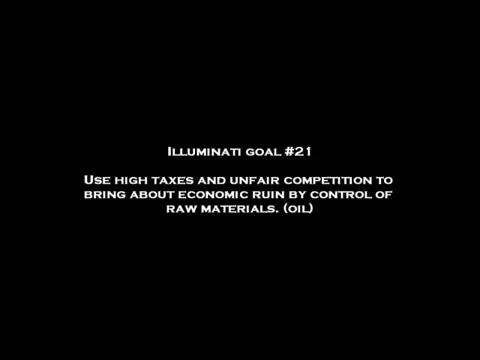 Illuminati goal #21
Use high taxes and unfair competition to
bring about economic ruin by control of
raw materials. (oil)